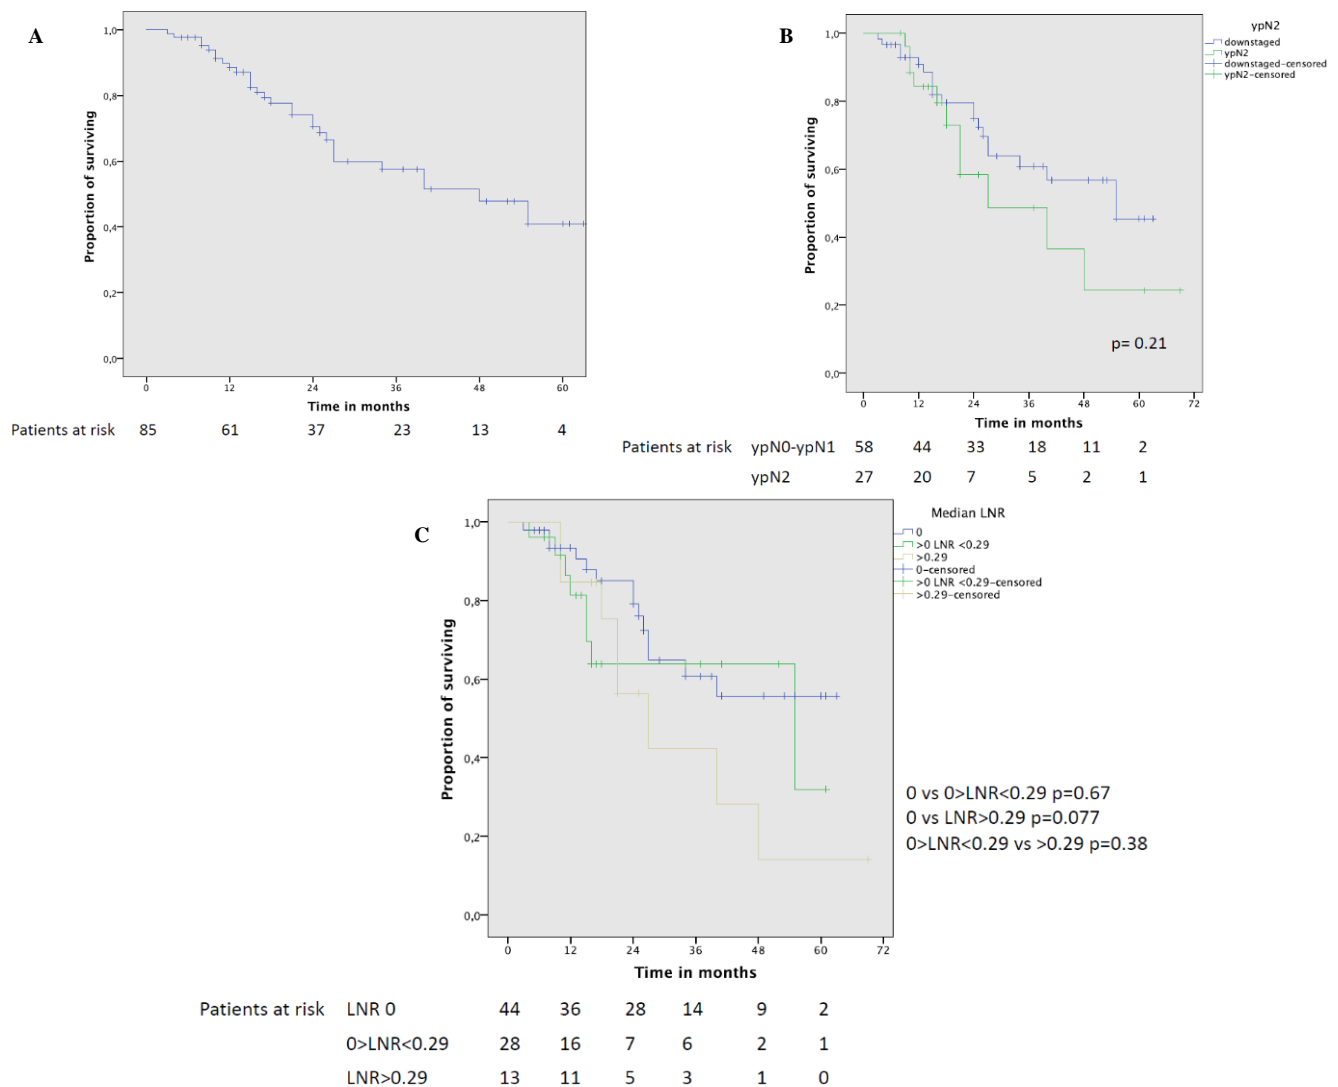 A
1,0
0,8
0,6
0,4
0,2
0,0
Proportion of surviving
0 12 24 36 48 60
Time in months
Patients at risk 85 61 37 23 13 4
B
ypN2
downstaged
ypN2
downstaged-censored
ypN2-censored
1,0
0,8
0,6
0,4
0,2
0,0
Proportion of surviving
p= 0.21
0 12 24 36 48 60 72
Time in months
Patients at risk ypN0-ypN1 58 44 33 18 11 2
ypN2 27 20 7 5 2 1
C
Median LNR
0
>0 LNR <0.29
>0.29
0-censored
>0 LNR <0.29-censored
>0.29-censored
1,0
0,8
0,6
0,4
0,2
0,0
Proportion of surviving
0 vs 0>LNR<0.29 p=0.67
0 vs LNR>0.29 p=0.077
0>LNR<0.29 vs >0.29 p=0.38
0 12 24 36 48 60 72
Time in months
Patients at risk LNR 0 44 36 28 14 9 2
0>LNR<0.29 28 16 7 6 2 1
LNR>0.29 13 11 5 3 1 0